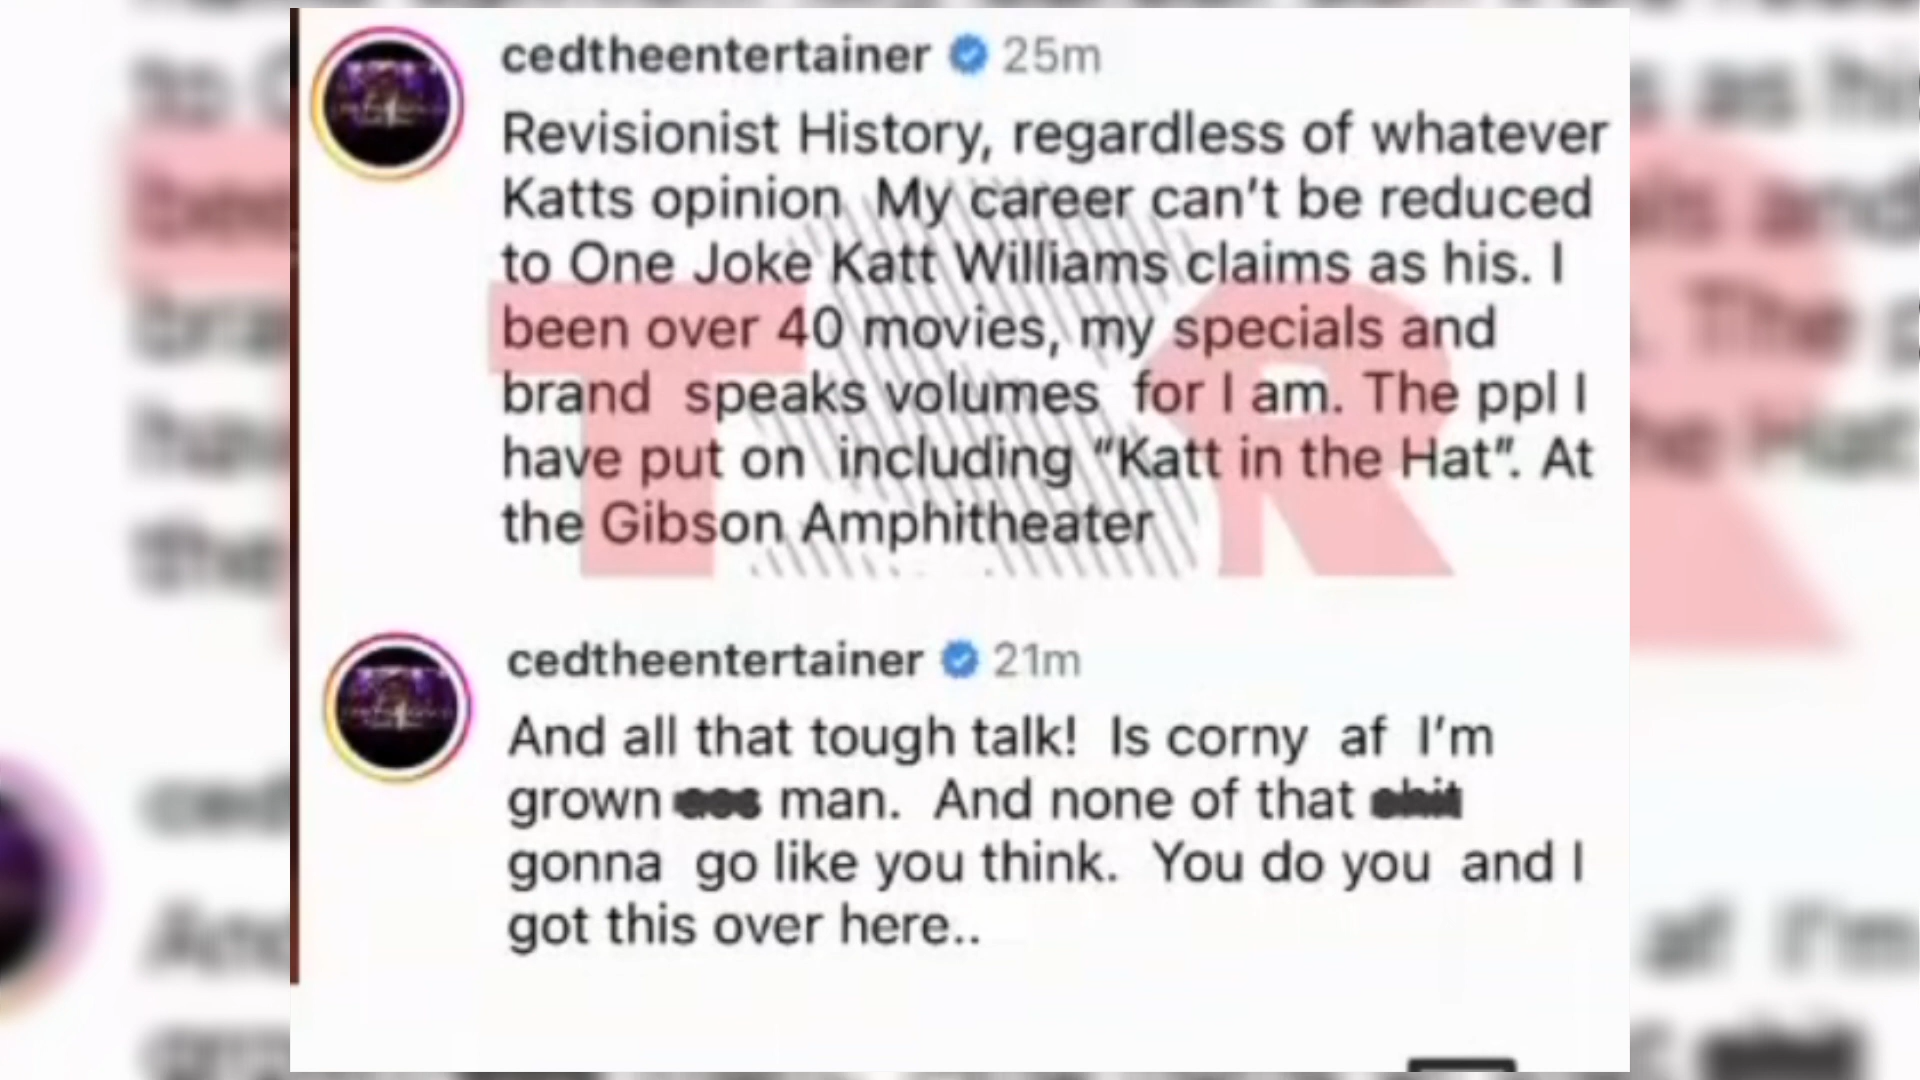 cedtheentertainer 25m
Revisionist History, regardless of whatever
Katts opinion My career can't be reduced
to One Joke Katt Williams claims as his. I
been over 40 movies, my specials and
brand speaks volumes for I am. The ppl I
have put on including “Katt in the Hat”. At
the Gibson Amphitheater
TSR
cedtheentertainer 21m
And all that tough talk! Is corny af I'm
grown man. And none of that shit
gonna go like you think. You do you and I
got this over here..